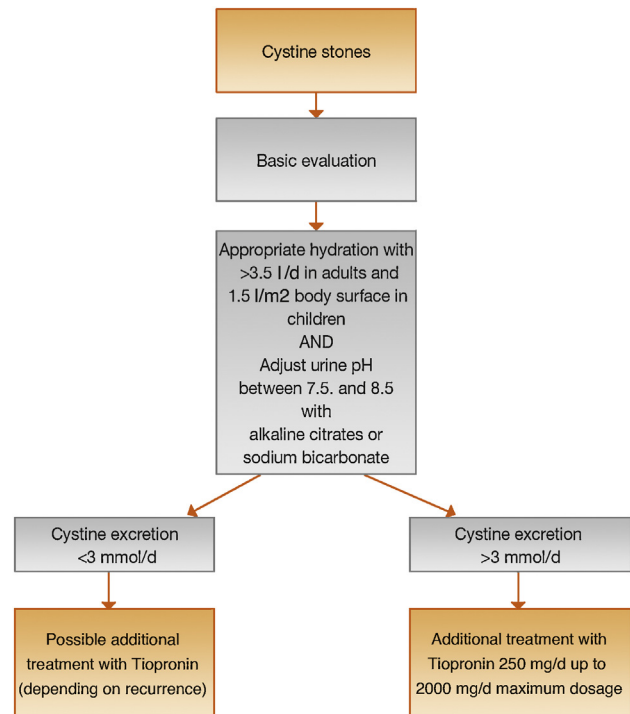 Cystine stones
Basic evaluation
Appropriate hydration with
>3.5 l/d in adults and
1.5 l/m2 body surface in
children
AND
Adjust urine pH
between 7.5. and 8.5
with
alkaline citrates or
sodium bicarbonate
Cystine excretion
<3 mmol/d
Possible additional
treatment with Tiopronin
(depending on recurrence)
Cystine excretion
>3 mmol/d
Additional treatment with
Tiopronin 250 mg/d up to
2000 mg/d maximum dosage